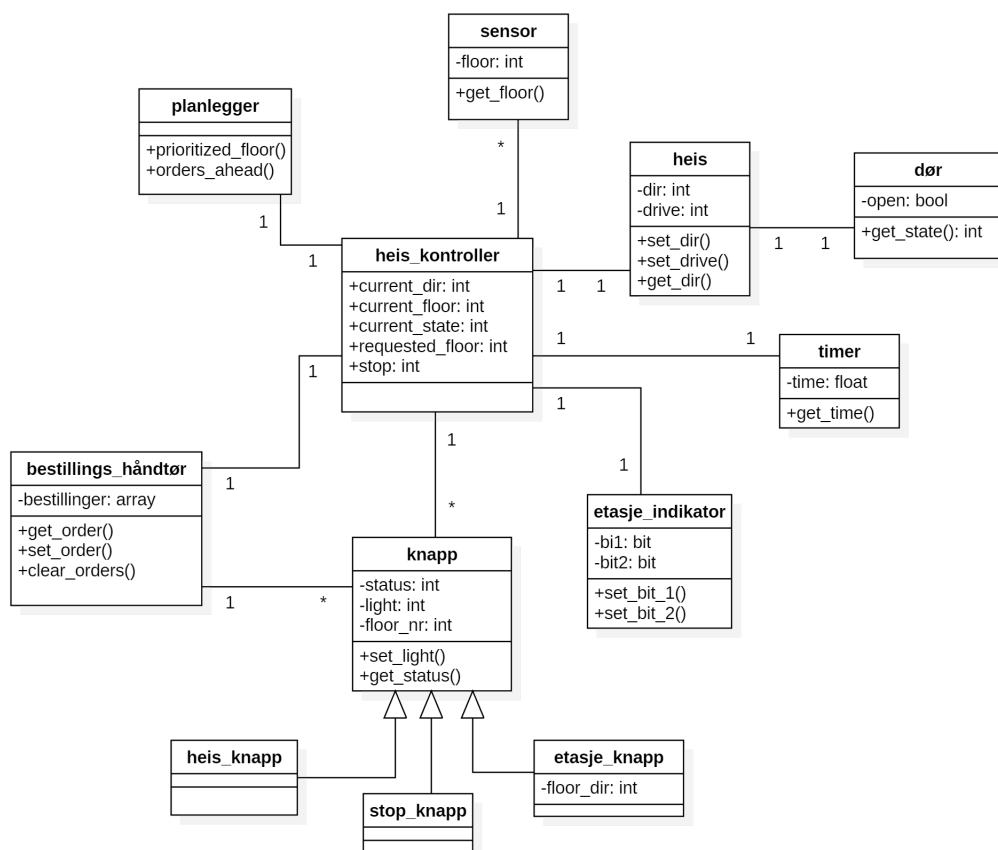 sensor
-floor: int
+get_floor()
planlegger
+prioritized_floor()
+orders_ahead()
heis
-dir: int
-drive: int
+set_dir()
+set_drive()
+get_dir()
dør
-open: bool
+get_state(): int
*
1
1
1
heis_kontroller
+current_dir: int
+current_floor: int
+current_state: int
+requested_floor: int
+stop: int
1
1
1
1
1
1
timer
-time: float
+get_time()
1
1
1
1
bestillings_håndtør
-bestillinger: array
+get_order()
+set_order()
+clear_orders()
1
1
*
etasje_indikator
-bi1: bit
-bit2: bit
+set_bit_1()
+set_bit_2()
knapp
-status: int
-light: int
-floor_nr: int
+set_light()
+get_status()
1
*
heis_knapp
etasje_knapp
-floor_dir: int
stop_knapp